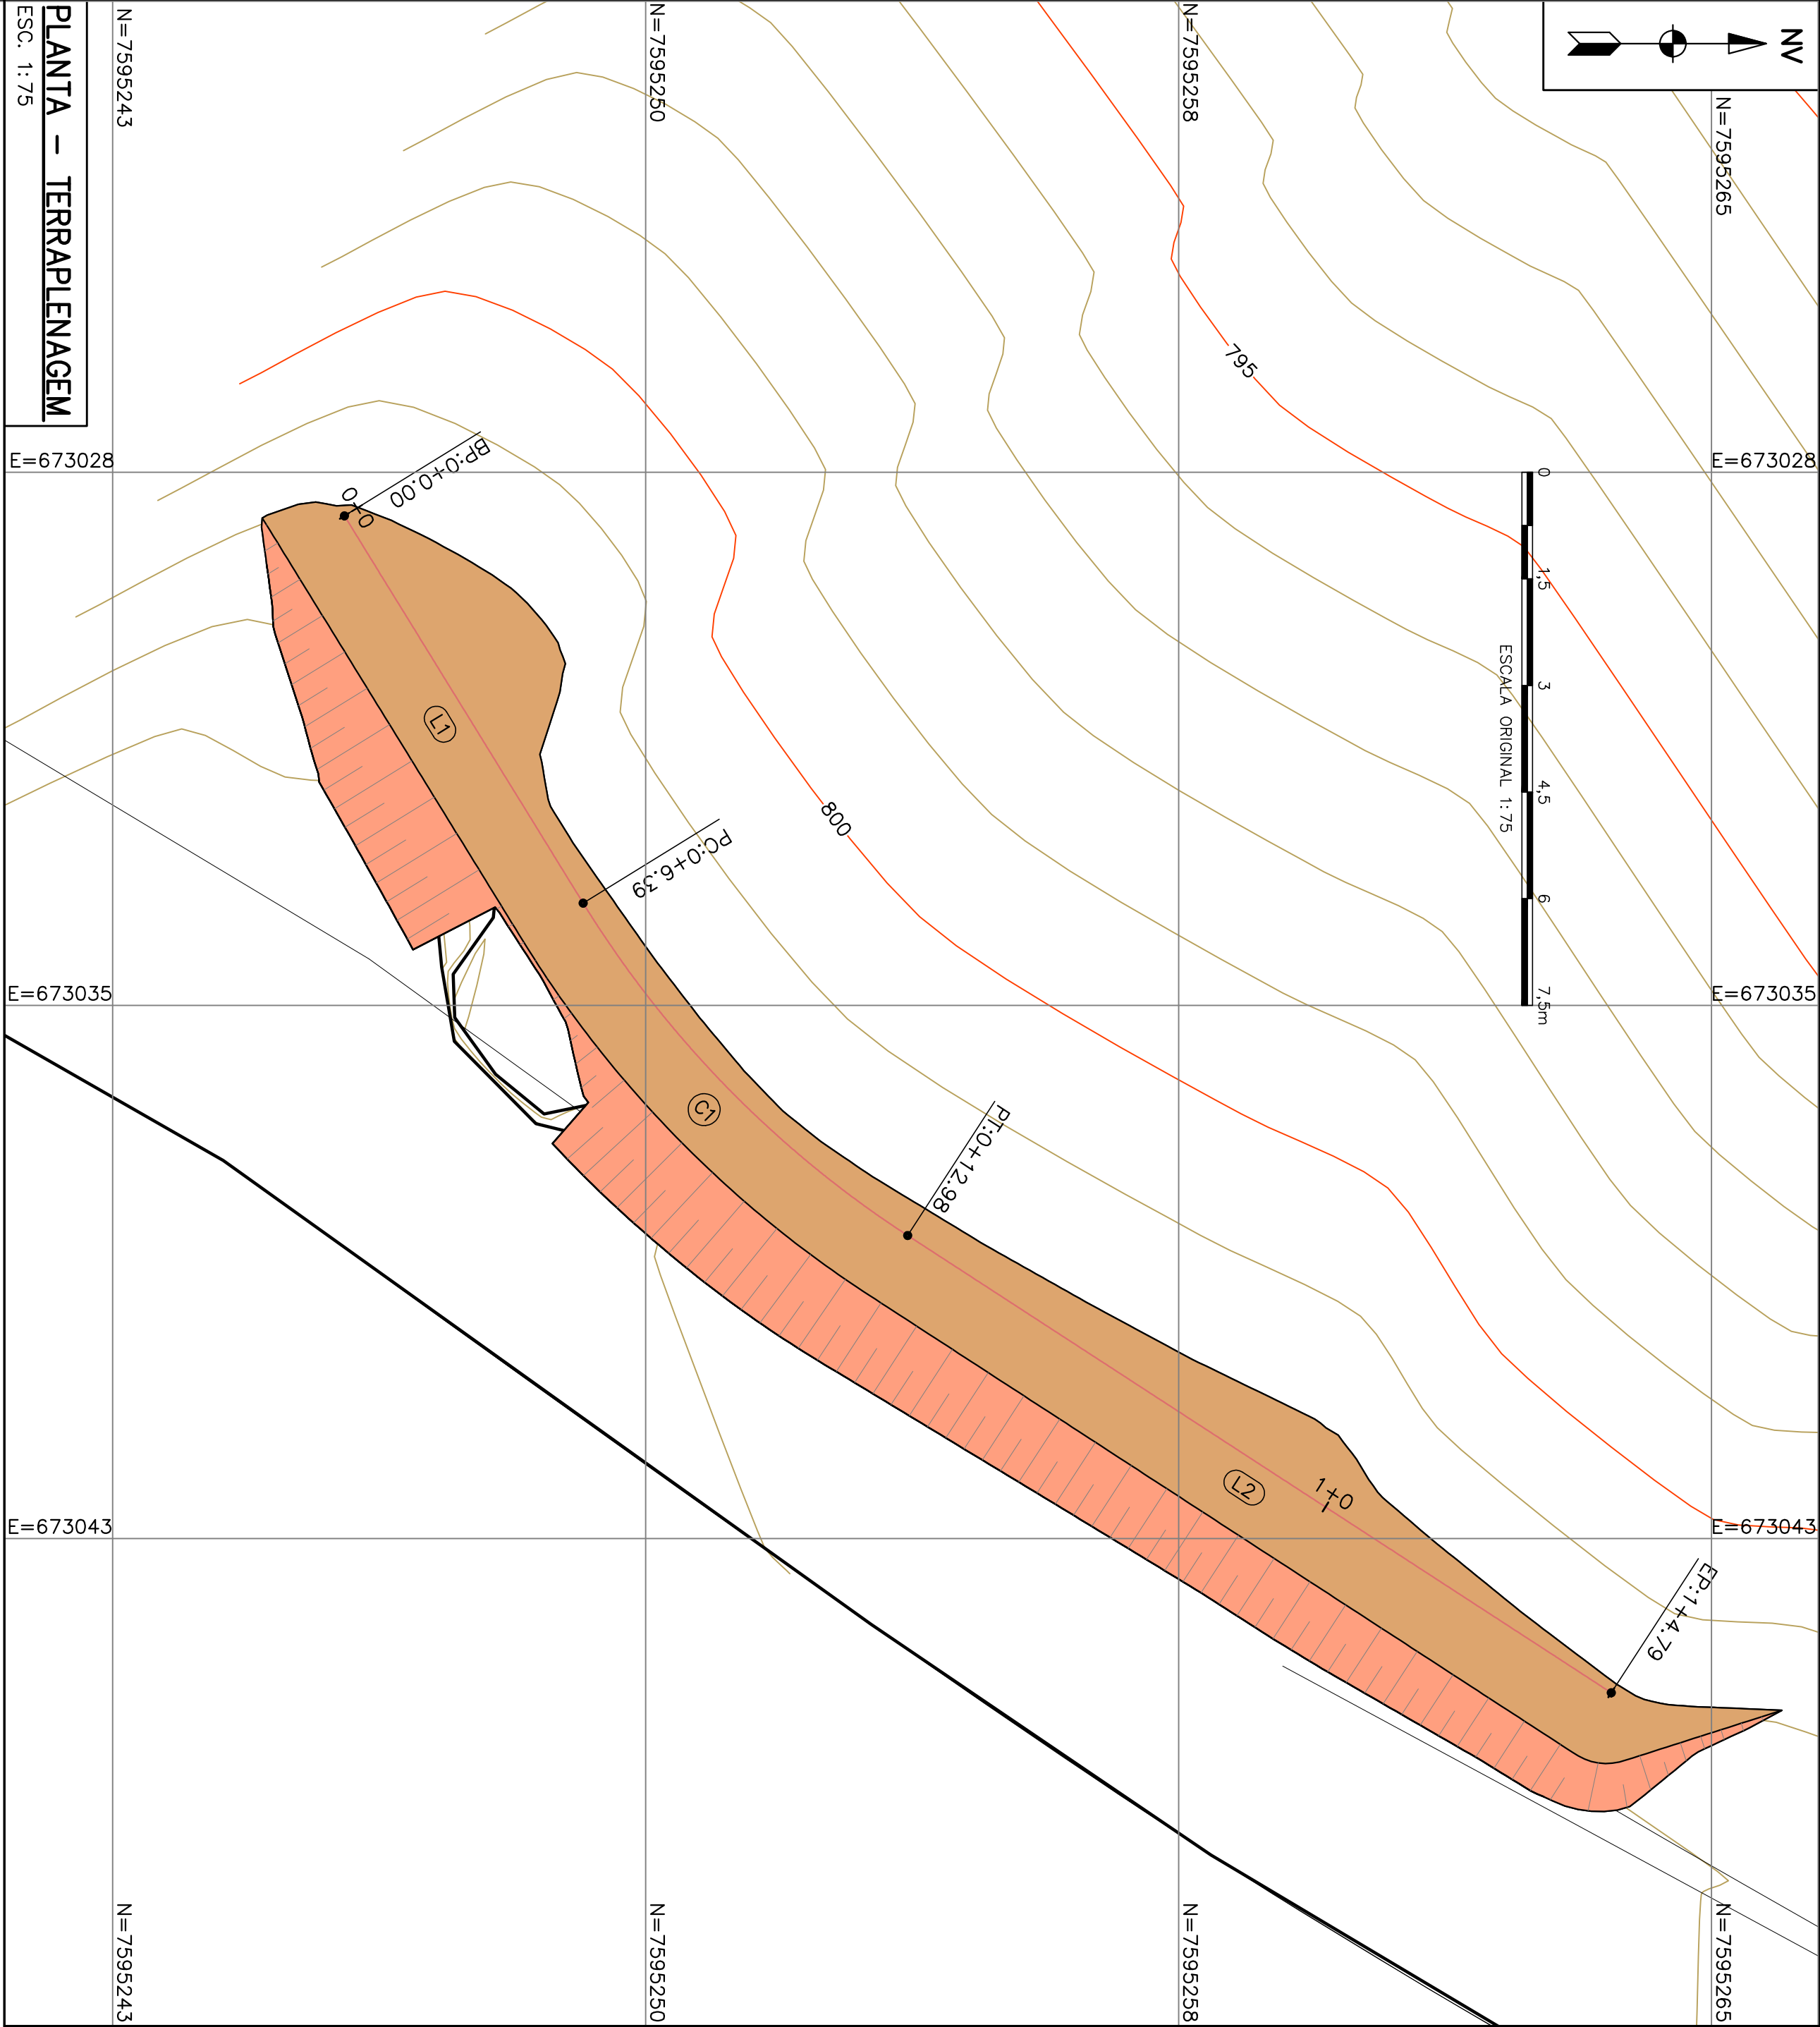 NV
N=7595243
N=7595250
N=7595258
N=7595265
PLANTA - TERRAPLENAGEM
ESC. 1:75
795
800
E=673028
E=673028
0
1,5
3
4,5
6
7,5m
ESCALA ORIGINAL 1:75
BP:0+0.00
0+0
L1
PC:0+6.39
E=673035
E=673035
C1
PT:0+12.98
L2
1+0
E=673043
E=673043
EP:1+4.79
N=7595243
N=7595250
N=7595258
N=7595265